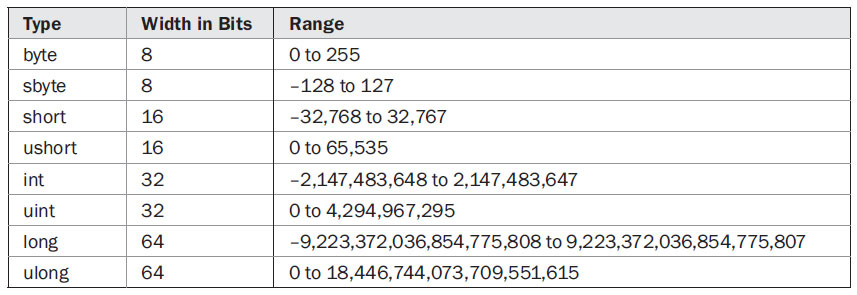 Type Width in Bits Range
byte 8 0 to 255
sbyte 8 –128 to 127
short 16 –32,768 to 32,767
ushort 16 0 to 65,535
int 32 –2,147,483,648 to 2,147,483,647
uint 32 0 to 4,294,967,295
long 64 –9,223,372,036,854,775,808 to 9,223,372,036,854,775,807
ulong 64 0 to 18,446,744,073,709,551,615